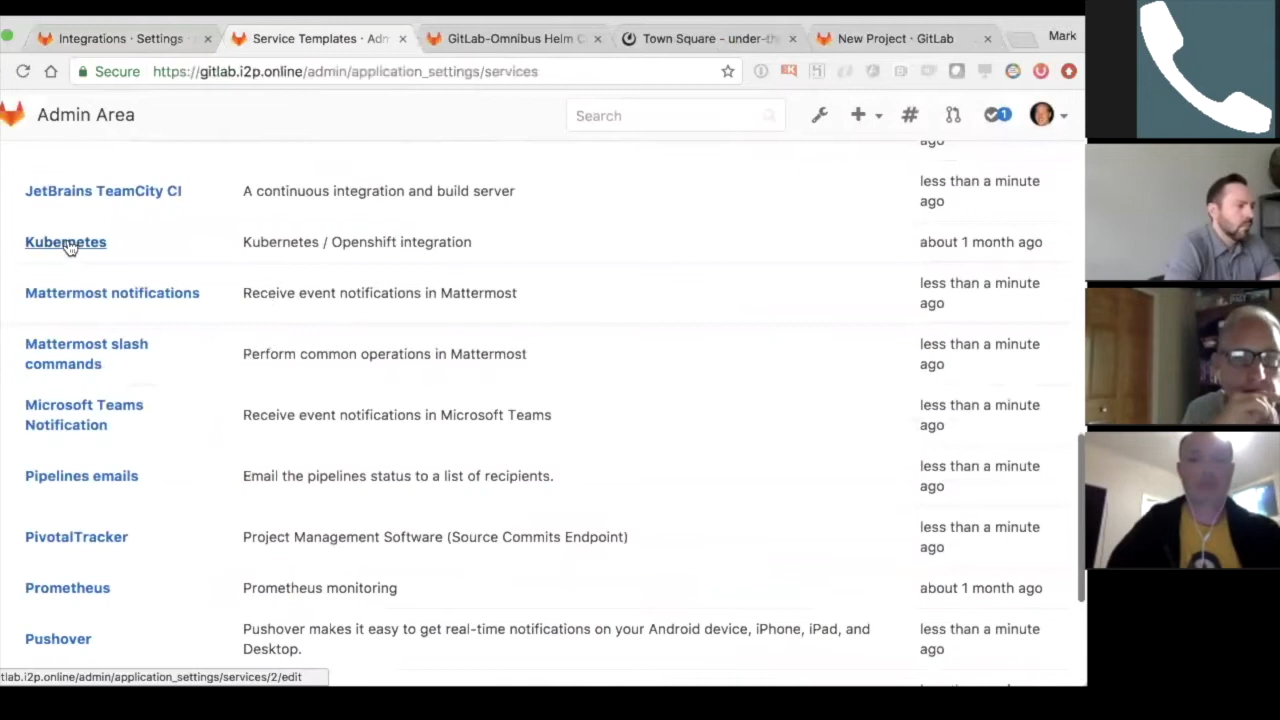 Integrations · Settings ·
Service Templates · Adm
GitLab-Omnibus Helm C
Town Square - under-th
New Project · GitLab
Mark
Secure
https://gitlab.i2p.online/admin/application_settings/services
Admin Area
Search
1
ago
JetBrains TeamCity CI
A continuous integration and build server
less than a minute
ago
Kubernetes
Kubernetes / Openshift integration
about 1 month ago
Mattermost notifications
Receive event notifications in Mattermost
less than a minute
ago
Mattermost slash
commands
Perform common operations in Mattermost
less than a minute
ago
Microsoft Teams
Notification
Receive event notifications in Microsoft Teams
less than a minute
ago
Pipelines emails
Email the pipelines status to a list of recipients.
less than a minute
ago
PivotalTracker
Project Management Software (Source Commits Endpoint)
less than a minute
ago
Prometheus
Prometheus monitoring
about 1 month ago
Pushover
Pushover makes it easy to get real-time notifications on your Android device, iPhone, iPad, and
Desktop.
less than a minute
ago
tlab.i2p.online/admin/application_settings/services/2/edit